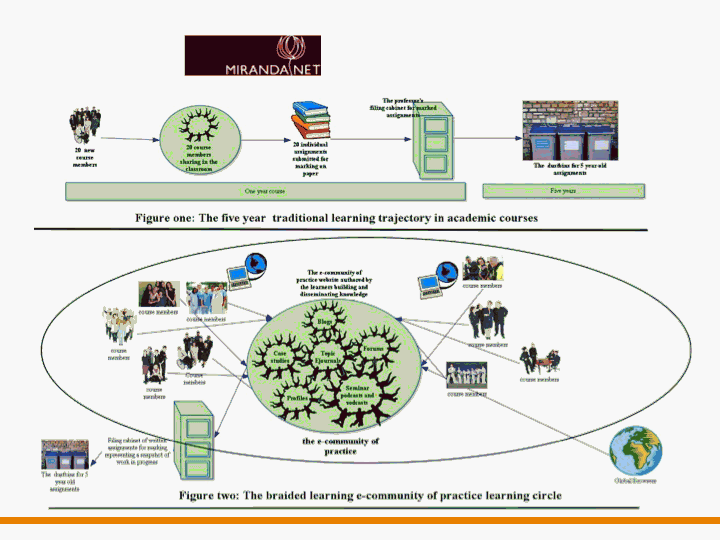 MIRANDANET
The professor's
filing cabinet for marked
assignments
20 new
course
members
20 course
members
sharing in the
classroom
20 individual
assignments
submitted for
marking on
paper
The dustbins for 5 year old
assignments
One year course
Five years
Figure one: The five year traditional learning trajectory in academic courses
The e-community of
practice website authored by
the learners building and
disseminating knowledge
course members
course members
course members
course
members
course
members
Course
members
course members
course members
course members
Blogs
Case
studies
Topic
Ejournals
Forums
Profiles
Seminar
podcasts and
vodcasts
the e-community of
practice
Filing cabinet of written
assignments for marking
representing a snapshot of
work in progress
The dustbins for 5
year old
assignments
Global Browsers
Figure two: The braided learning e-community of practice learning circle